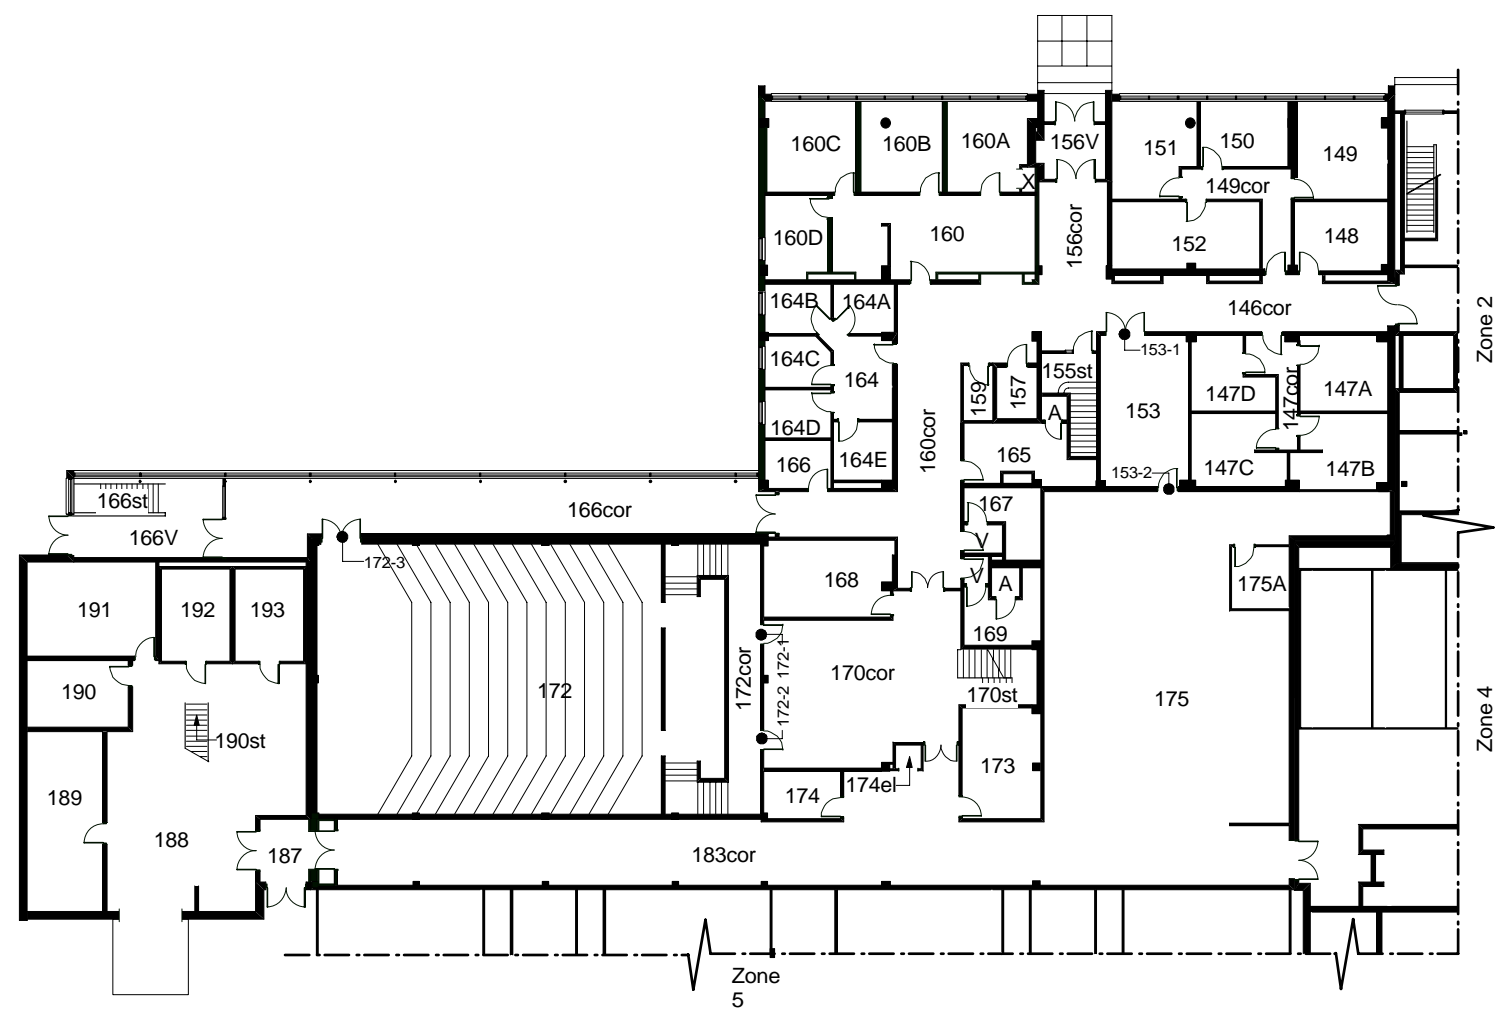 160C
160B
160A
156V
151
150
149
X
149cor
160D
160
156cor
152
148
164B
164A
146cor
Zone 2
153-1
164C
155st
164
159
157
147D
147cor
147A
A
153
164D
160cor
165
166
164E
153-2
147C
147B
166st
167
166cor
166V
V
172-3
168
V
A
175A
191
192
193
169
172-1
190
172
172cor
170cor
170st
175
172-2
Zone 4
190st
173
189
174
174el
188
187
183cor
Zone
5